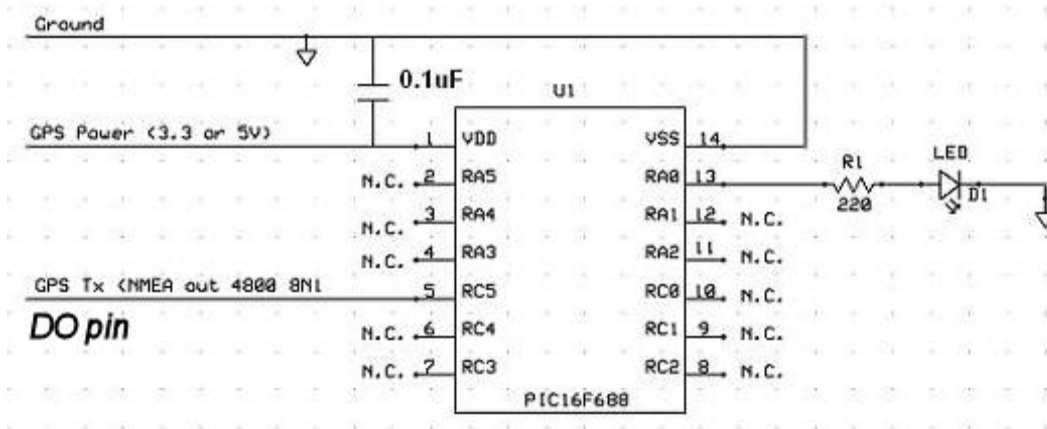 Ground
0.1uF
U1
GPS Power (3.3 or 5V)
1 VDD VSS 14
N.C. 2 RA5 RA0 13
R1
220
LED
D1
N.C. 3 RA4 RA1 12 N.C.
N.C. 4 RA3 RA2 11 N.C.
GPS Tx (NMEA out 4800 8N1
5 RC5 RC0 10 N.C.
DO pin
N.C. 6 RC4 RC1 9 N.C.
N.C. 7 RC3 RC2 8 N.C.
PIC16F688